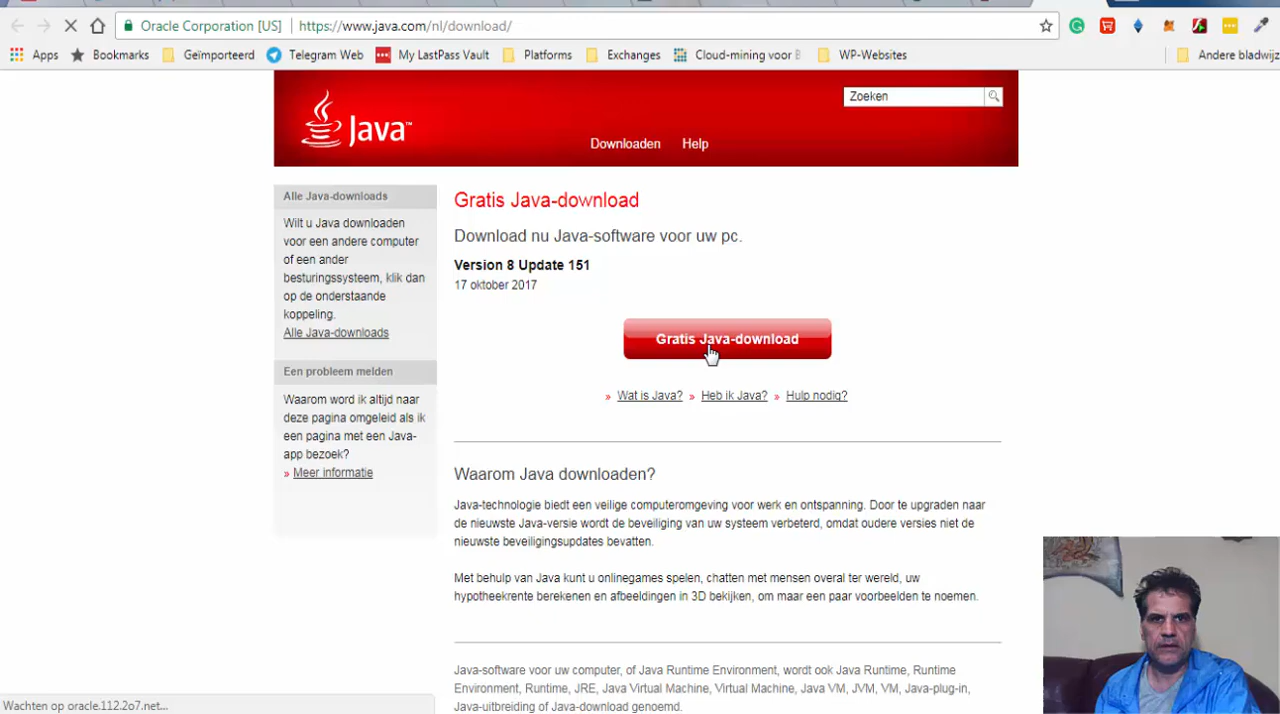 Oracle Corporation [US] https://www.java.com/nl/download/
Apps Bookmarks Geïmporteerd Telegram Web My LastPass Vault Platforms Exchanges Cloud-mining voor WP-Websites Andere bladwijz
Java™
Zoeken
Downloaden Help
Alle Java-downloads
Wilt u Java downloaden
voor een andere computer
of een ander
besturingssysteem, klik dan
op de onderstaande
koppeling.
Alle Java-downloads
Een probleem melden
Waarom word ik altijd naar
deze pagina omgeleid als ik
een pagina met een Java-
app bezoek?
» Meer informatie
Gratis Java-download
Download nu Java-software voor uw pc.
Version 8 Update 151
17 oktober 2017
Gratis Java-download
» Wat is Java? » Heb ik Java? » Hulp nodig?
Waarom Java downloaden?
Java-technologie biedt een veilige computeromgeving voor werk en ontspanning. Door te upgraden naar
de nieuwste Java-versie wordt de beveiliging van uw systeem verbeterd, omdat oudere versies niet de
nieuwste beveiligingsupdates bevatten.
Met behulp van Java kunt u onlinegames spelen, chatten met mensen overal ter wereld, uw
hypotheekrente berekenen en afbeeldingen in 3D bekijken, om maar een paar voorbeelden te noemen.
Java-software voor uw computer, of Java Runtime Environment, wordt ook Java Runtime, Runtime
Environment, Runtime, JRE, Java Virtual Machine, Virtual Machine, Java VM, JVM, VM, Java-plug-in,
Java-uitbreiding of Java-download genoemd.
Wachten op oracle.112.2o7.net...